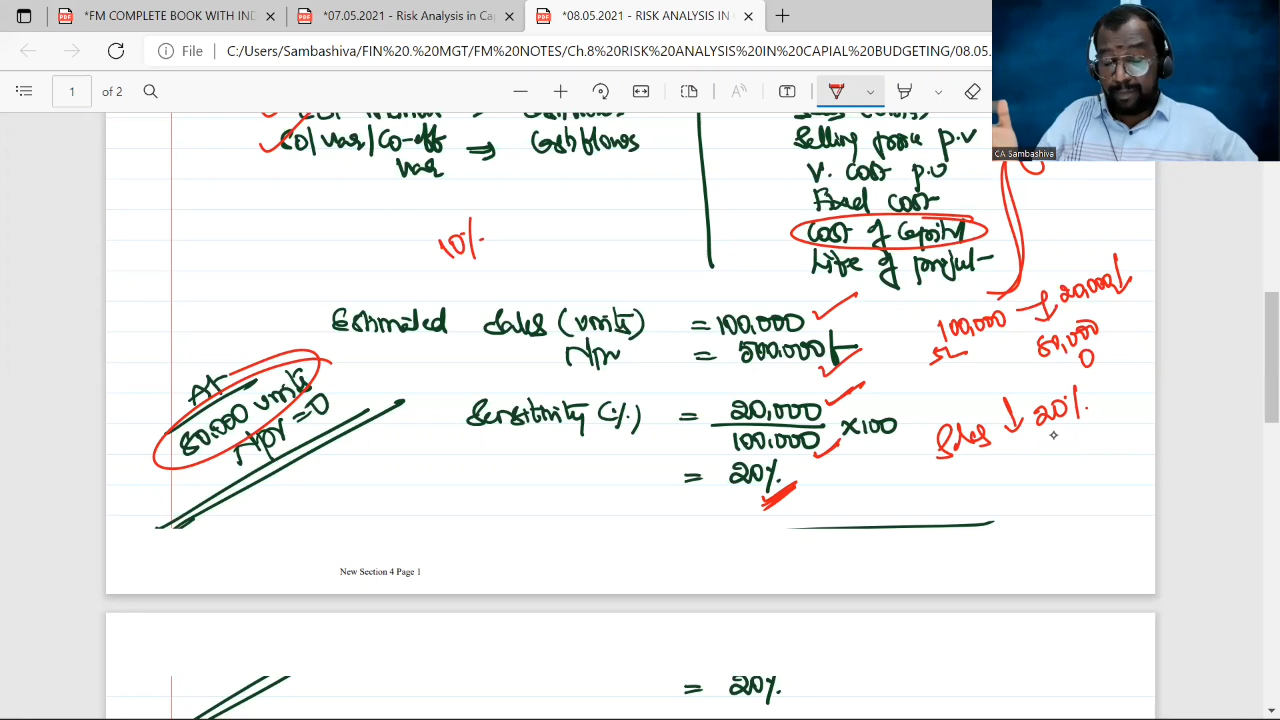 *FM COMPLETE BOOK WITH IND
*07.05.2021 - Risk Analysis in Ca
*08.05.2021 - RISK ANALYSIS IN
File
C:/Users/Sambashiva/FIN%20.%20MGT/FM%20NOTES/Ch.8%20RISK%20ANALYSIS%20IN%20CAPIAL%20BUDGETING/08.05.
1 of 2
CA Sambashiva
Co-eff
var
Cashflows
Selling price p.u
V. Cost p.u
Fixed cost
Cost of Capital
Life of project
10%
Estimated Sales (units) = 100,000
NPV = 500,000
100,000
20,000
80,000
5L
0
At
80,000 units
NPV = 0
Sensitivity (%) = 20,000
100,000
×100
= 20%
Sales ↓ 20%
New Section 4 Page 1
= 20%